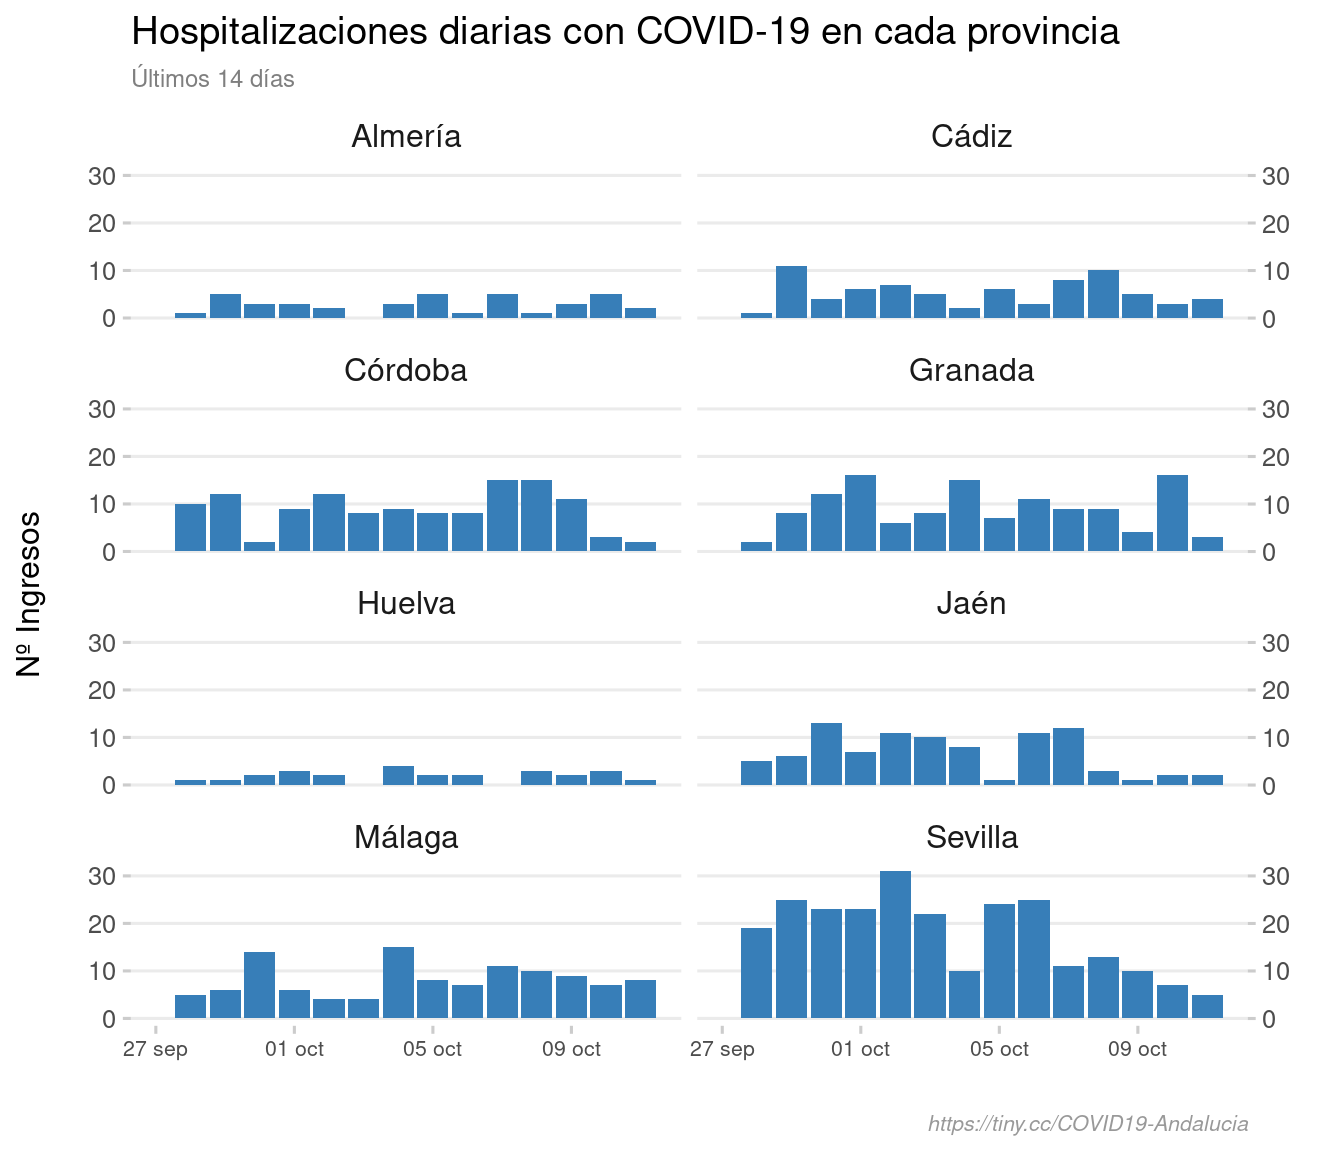 Hospitalizaciones diarias con COVID-19 en cada provincia
Últimos 14 días
Almería Cádiz
30 30
20 20
10 10
0 0
Córdoba Granada
30 30
20 20
10 10
0 0
Nº Ingresos
Huelva Jaén
30 30
20 20
10 10
0 0
Málaga Sevilla
30 30
20 20
10 10
0 0
27 sep 01 oct 05 oct 09 oct 27 sep 01 oct 05 oct 09 oct
https://tiny.cc/COVID19-Andalucia